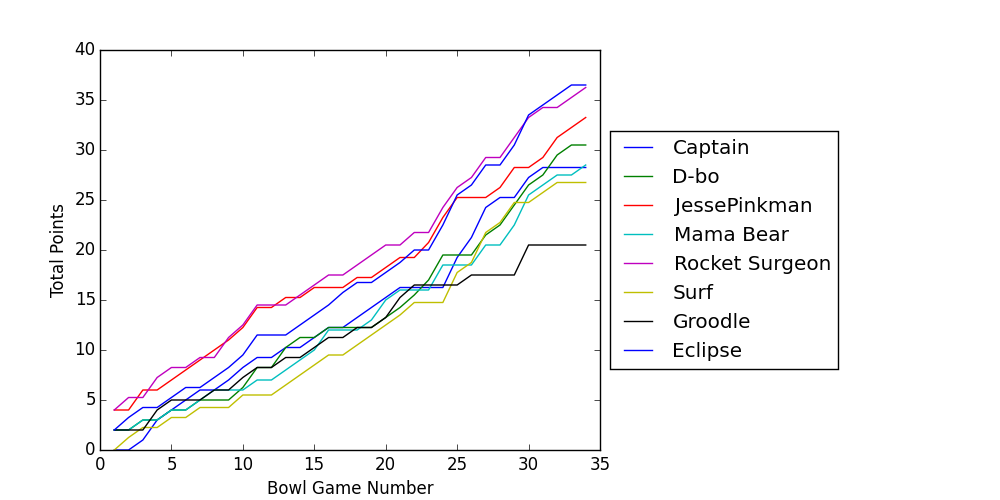 40
35
30
25
20
15
10
5
0
0 5 10 15 20 25 30 35
Total Points
Bowl Game Number
Captain
D-bo
JessePinkman
Mama Bear
Rocket Surgeon
Surf
Groodle
Eclipse